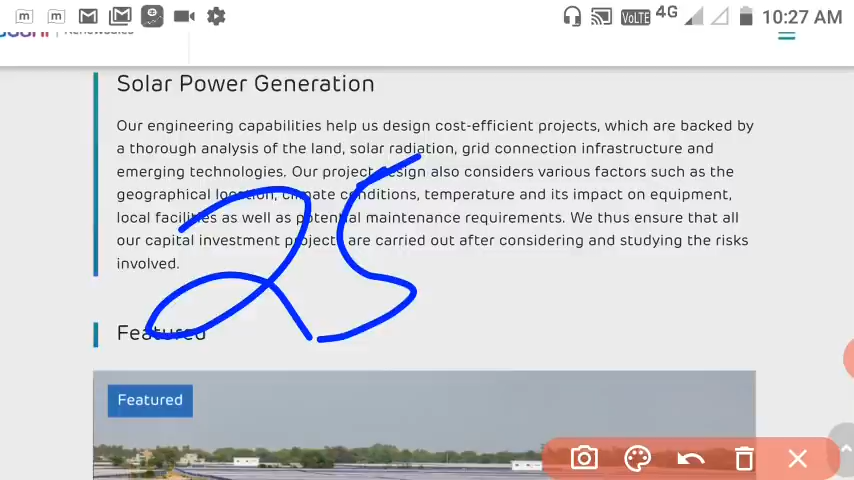 VoLTE 4G 10:27 AM
Renewables
Solar Power Generation
Our engineering capabilities help us design cost-efficient projects, which are backed by
a thorough analysis of the land, solar radiation, grid connection infrastructure and
emerging technologies. Our project design also considers various factors such as the
geographical location, climate conditions, temperature and its impact on equipment,
local facilities as well as potential maintenance requirements. We thus ensure that all
our capital investment projects are carried out after considering and studying the risks
involved.
25
Featured
Featured